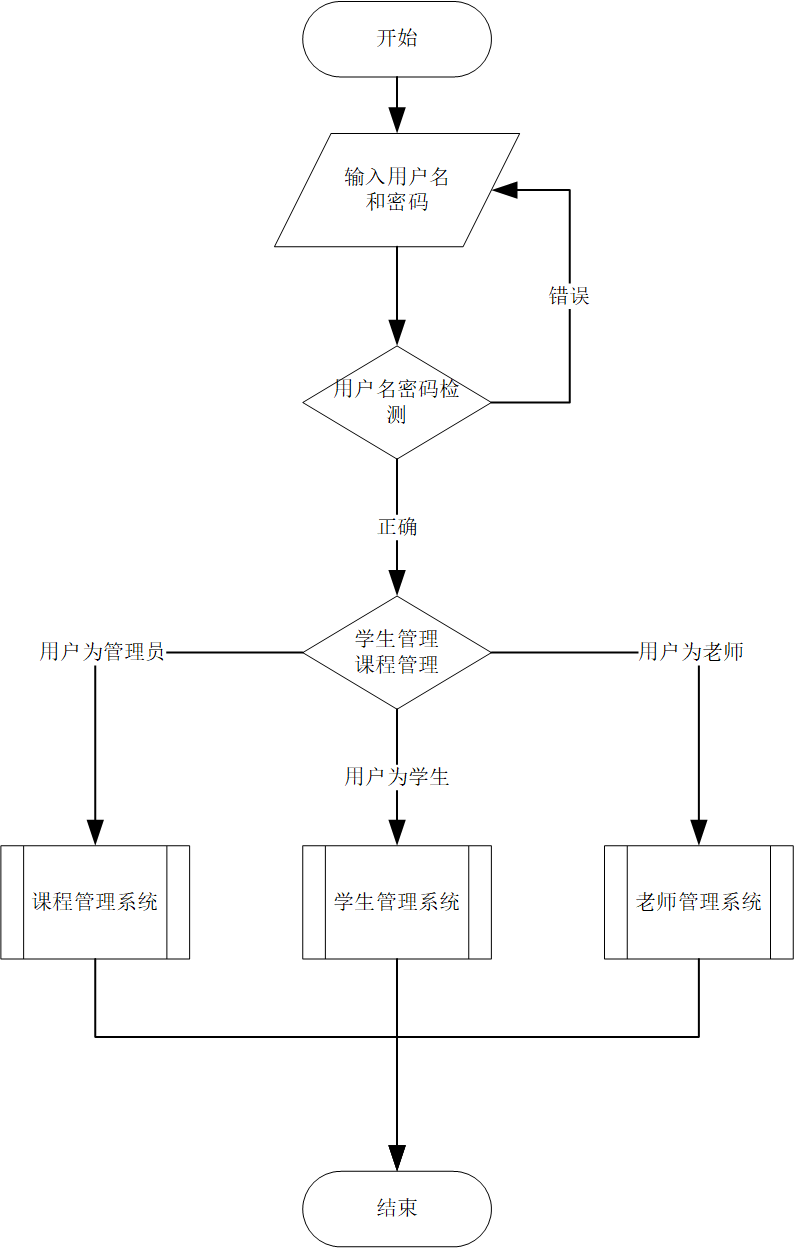 开始
输入用户名
和密码
错误
用户名密码检
测
正确
用户为管理员
学生管理
课程管理
用户为老师
用户为学生
课程管理系统
学生管理系统
老师管理系统
结束